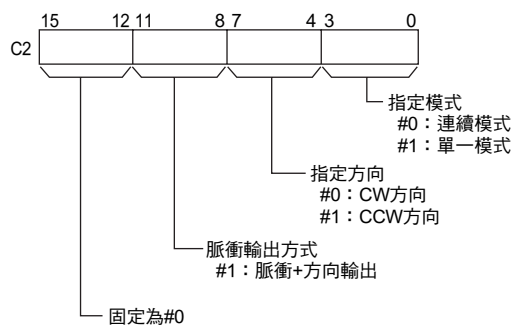 15 12 11 8 7 4 3 0
C2
指定模式
#0：連續模式
#1：單一模式
指定方向
#0：CW方向
#1：CCW方向
脈衝輸出方式
#1：脈衝+方向輸出
固定為#0